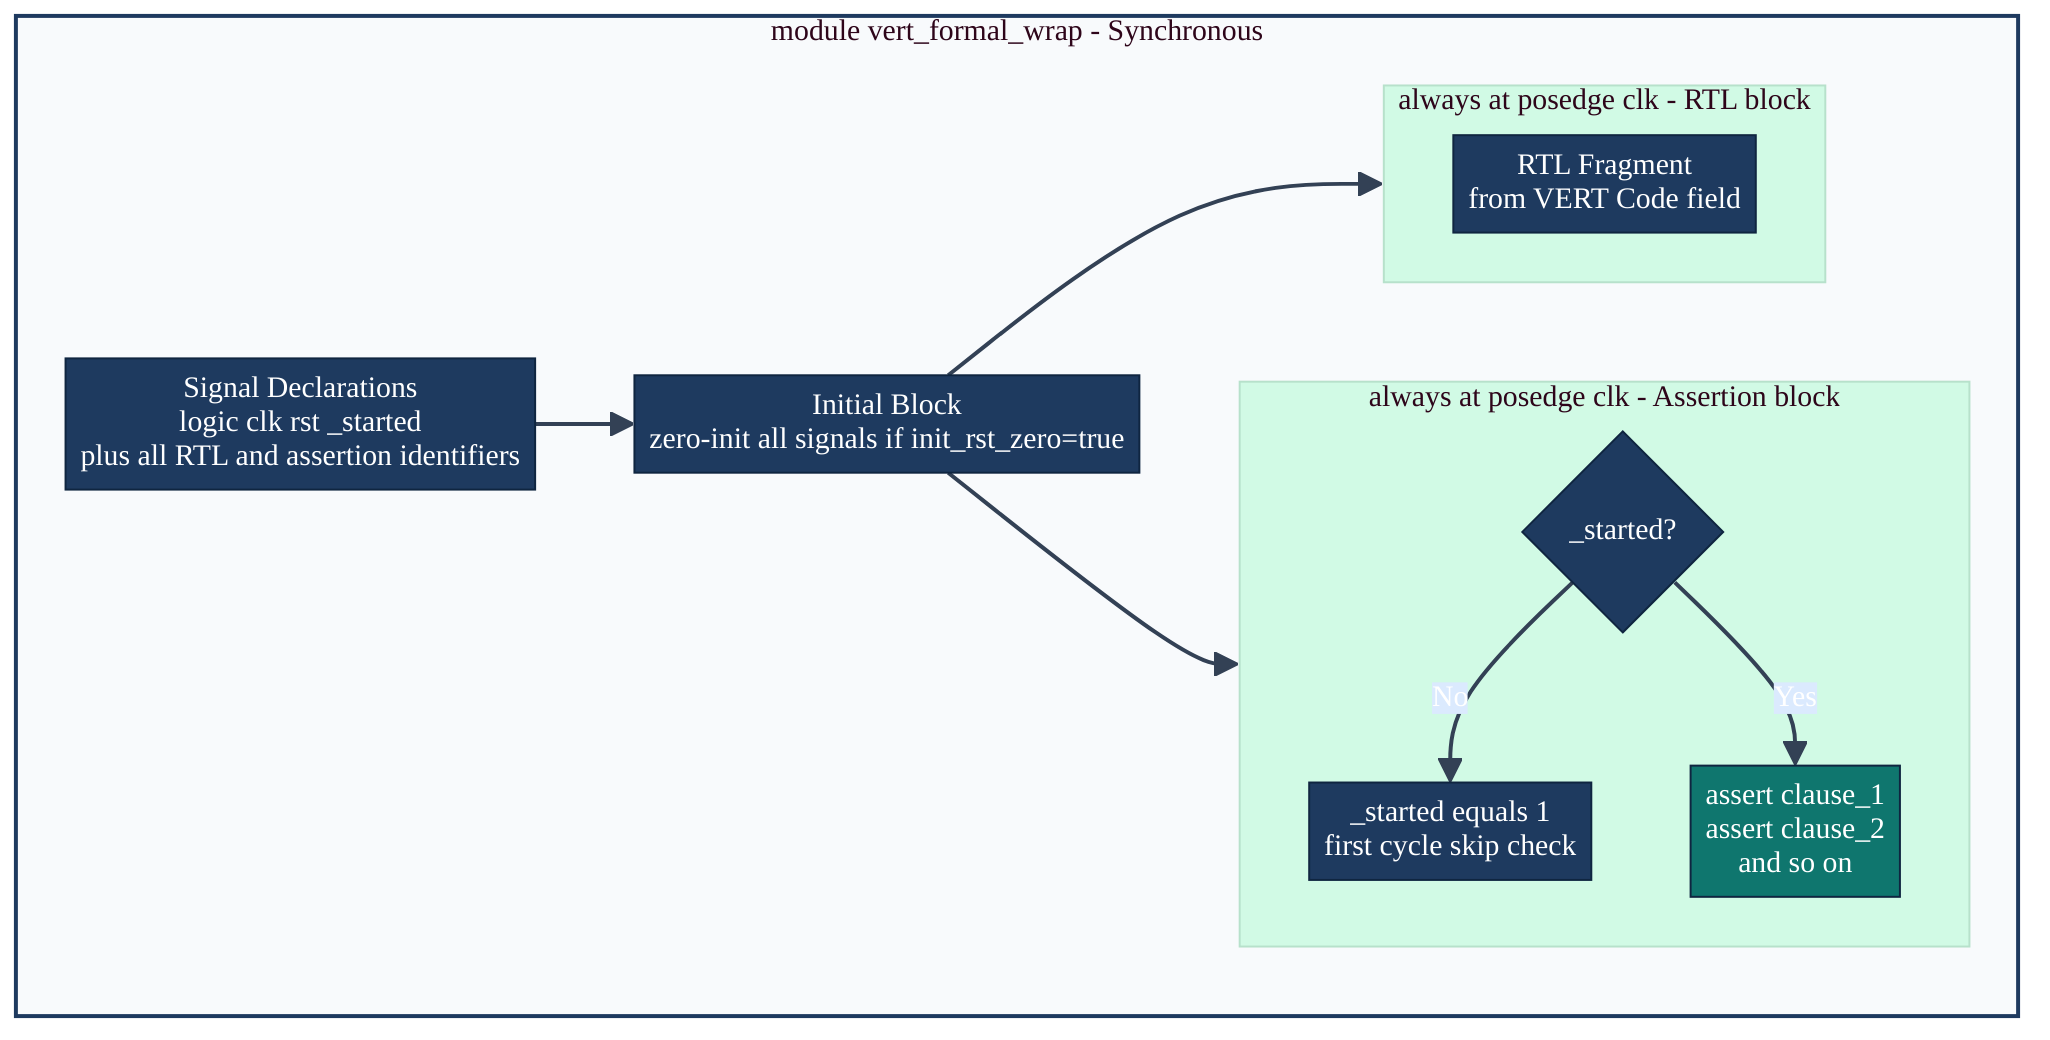 module vert_formal_wrap - Synchronous
always at posedge clk - RTL block
RTL Fragment
from VERT Code field
Signal Declarations
logic clk rst _started
plus all RTL and assertion identifiers
Initial Block
zero-init all signals if init_rst_zero=true
always at posedge clk - Assertion block
_started?
No
Yes
_started equals 1
first cycle skip check
assert clause_1
assert clause_2
and so on